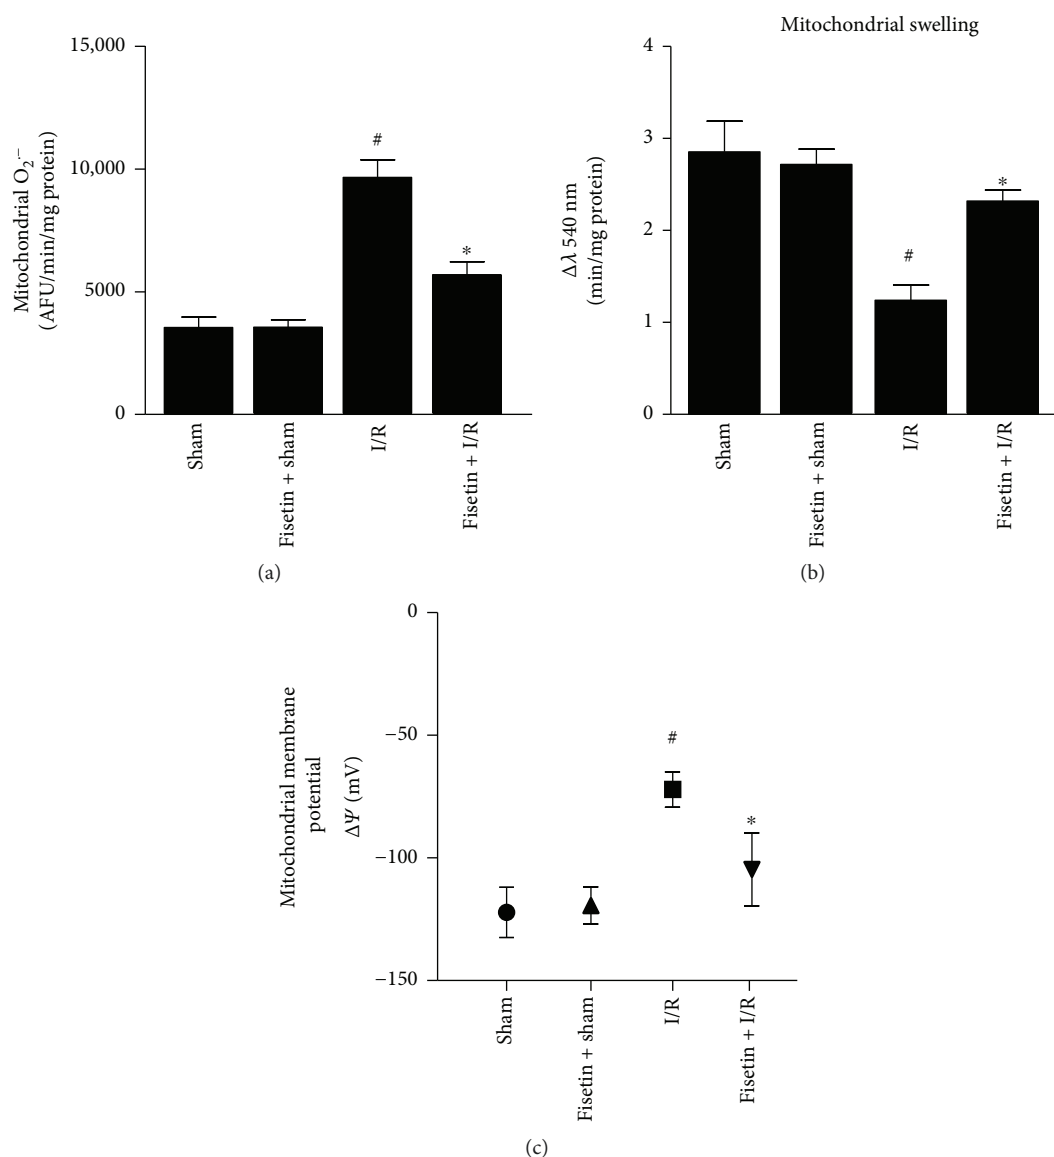 15,000
10,000
5000
0
Mitochondrial O₂·−
(AFU/min/mg protein)
#
*
Sham
Fisetin + sham
I/R
Fisetin + I/R
(a)
Mitochondrial swelling
4
3
2
1
0
Δλ 540 nm
(min/mg protein)
#
*
Sham
Fisetin + sham
I/R
Fisetin + I/R
(b)
0
−50
−100
−150
Mitochondrial membrane
potential
ΔΨ (mV)
#
*
Sham
Fisetin + sham
I/R
Fisetin + I/R
(c)